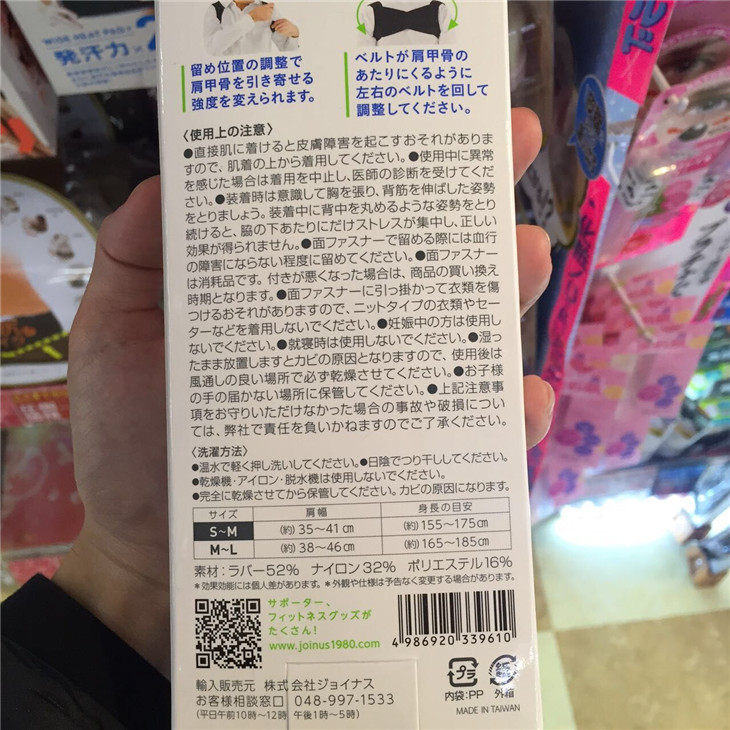 WIDE HEAT PAD
発汗力
留め位置の調整で
肩甲骨を引き寄せる
強度を変えられます。
ベルトが肩甲骨の
あたりにくるように
左右のベルトを回して
調整してください。
〈使用上の注意〉
●直接肌に着けると皮膚障害を起こすおそれがありま
すので、肌着の上から着用してください。●使用中に異常
を感じた場合は着用を中止し、医師の診断を受けてくだ
さい。●装着時は意識して胸を張り、背筋を伸ばした姿勢
をとりましょう。装着中に背中を丸めるような姿勢をとり
続けると、脇の下あたりにだけストレスが集中し、正しい
効果が得られません。●面ファスナーで留める際には血行
の障害にならない程度に留めてください。●面ファスナー
は消耗品です。付きが悪くなった場合は、商品の買い換え
時期となります。●面ファスナーに引っ掛かって衣類を傷
つけるおそれがありますので、ニットタイプの衣類やセー
ターなどを着用しないでください。●妊娠中の方は使用し
ないでください。●就寝時は使用しないでください。●湿っ
たまま放置しますとカビの原因となりますので、使用後は
風通しの良い場所で必ず乾燥させてください。●お子様
の手の届かない場所に保管してください。●上記注意事
項をお守りいただけなかった場合の事故や破損につい
ては、弊社で責任を負いかねますのでご了承ください。
〈洗濯方法〉
●温水で軽く押し洗いしてください。●日陰でつり干ししてください。
●乾燥機・アイロン・脱水機は使用しないでください。
●完全に乾燥させてから保管してください。カビの原因になります。
サイズ 肩幅 身長の目安
S~M (約)35~41㎝ (約)155~175㎝
M~L (約)38~46㎝ (約)165~185㎝
素材:ラバー52% ナイロン32% ポリエステル16%
*効果効能には個人差があります。*外観や仕様は予告なく変更する場合があります。
サポーター、
フィットネスグッズが
たくさん!
www.joinus1980.com
4 986920 339610
輸入販売元 株式会社ジョイナス
お客様相談窓口 048-997-1533
(平日午前10~12時 午後1~5時)
プラ
内袋:PP
紙
外箱
MADE IN TAIWAN